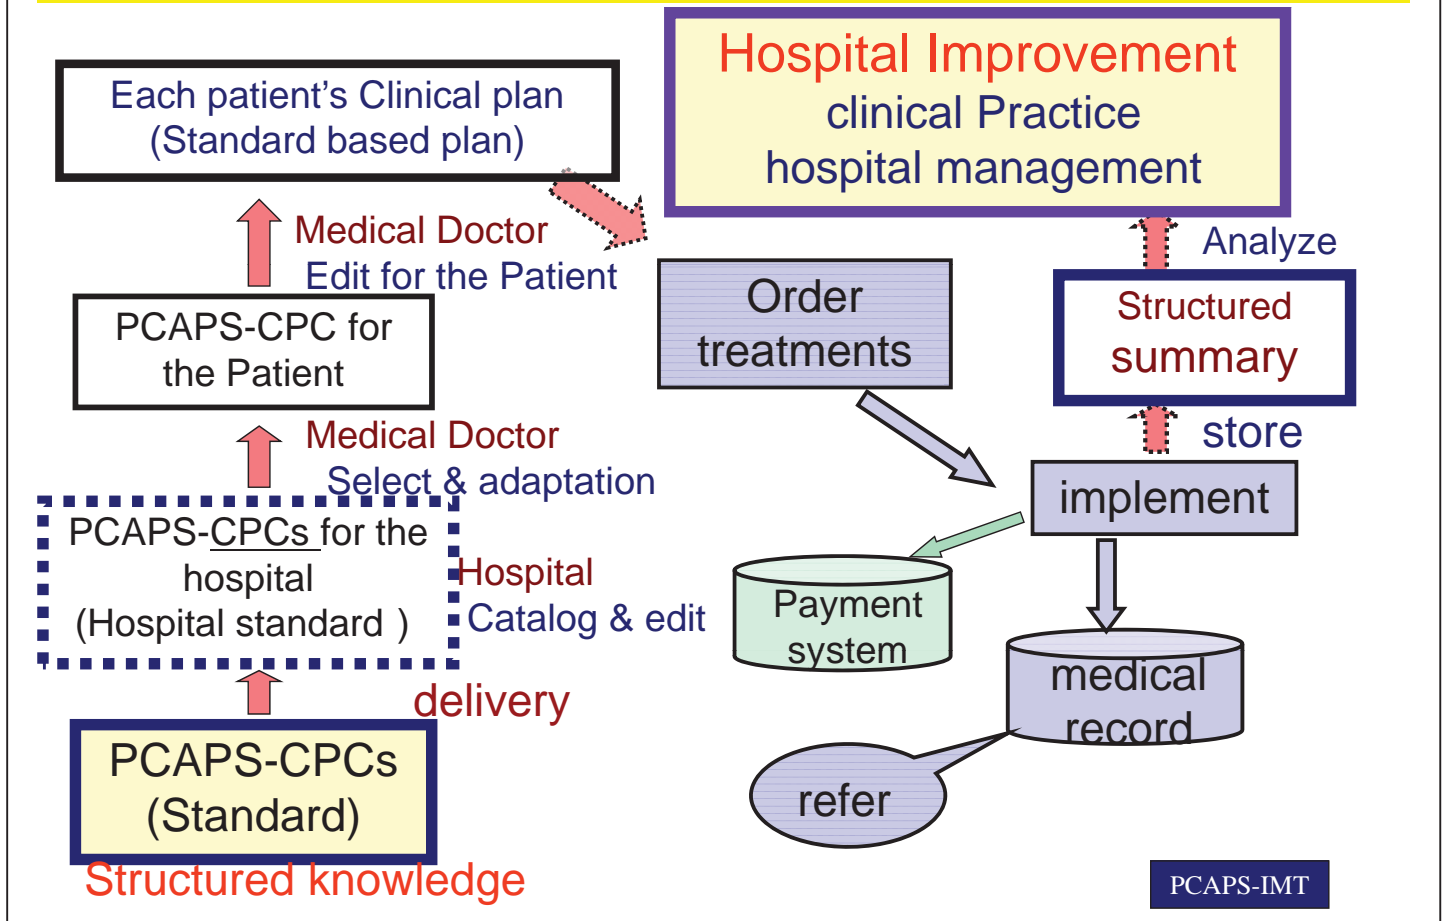 Each patient’s Clinical plan
(Standard based plan)
Hospital Improvement
clinical Practice
hospital management
Medical Doctor
Edit for the Patient
Analyze
PCAPS-CPC for
the Patient
Order
treatments
Structured
summary
Medical Doctor
Select & adaptation
store
PCAPS-CPCs for the
hospital
(Hospital standard )
Hospital
Catalog & edit
implement
Payment
system
medical
record
delivery
PCAPS-CPCs
(Standard)
refer
Structured knowledge
PCAPS-IMT